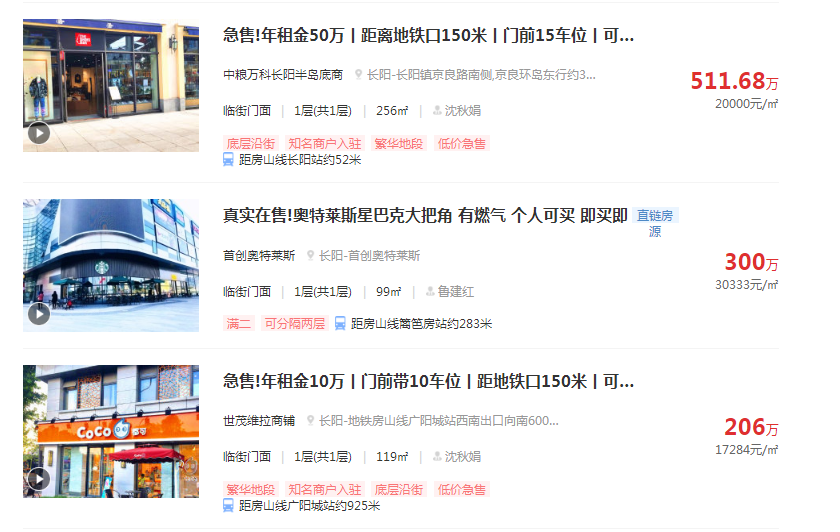 急售!年租金50万丨距离地铁口150米丨门前15车位丨可...
中粮万科长阳半岛底商 长阳-长阳镇京良路南侧,京良环岛东行约3...
511.68万
20000元/㎡
临街门面 | 1层(共1层) | 256㎡ | 沈秋娟
底层沿街 知名商户入驻 繁华地段 低价急售
距房山线长阳站约52米
真实在售!奥特莱斯星巴克大把角 有燃气 个人可买 即买即 直链房源
首创奥特莱斯 长阳-首创奥特莱斯
300万
30333元/㎡
临街门面 | 1层(共1层) | 99㎡ | 鲁建红
满二 可分隔两层 距房山线篱笆房站约283米
急售!年租金10万丨门前带10车位丨距地铁口150米丨可...
世茂维拉商铺 长阳-地铁房山线广阳城站西南出口向南600...
206万
17284元/㎡
CoCo 都可
临街门面 | 1层(共1层) | 119㎡ | 沈秋娟
繁华地段 知名商户入驻 底层沿街 低价急售
距房山线广阳城站约925米